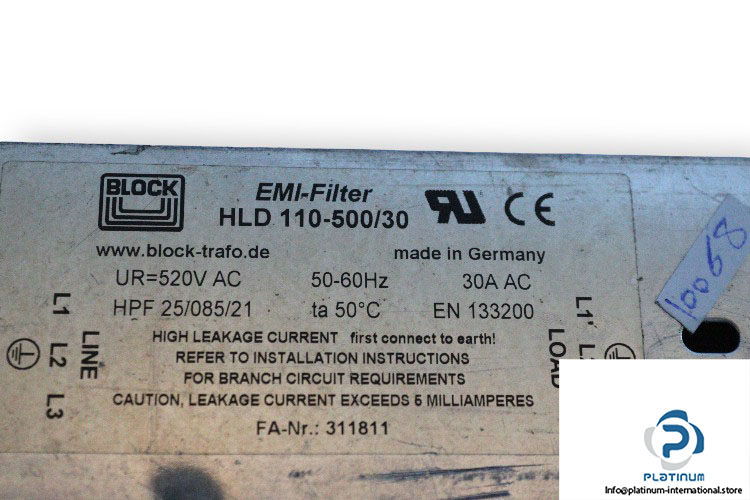 BLOCK
EMI-Filter
HLD 110-500/30
CE
www.block-trafo.de
made in Germany
UR=520V AC 50-60Hz 30A AC
HPF 25/085/21 ta 50°C EN 133200
HIGH LEAKAGE CURRENT first connect to earth!
REFER TO INSTALLATION INSTRUCTIONS
FOR BRANCH CIRCUIT REQUIREMENTS
CAUTION, LEAKAGE CURRENT EXCEEDS 5 MILLIAMPERES
FA-Nr.: 311811
L1 L2 L3
LINE
L1'
LOAD
10068
PLATINUM
Info@platinum-international.store